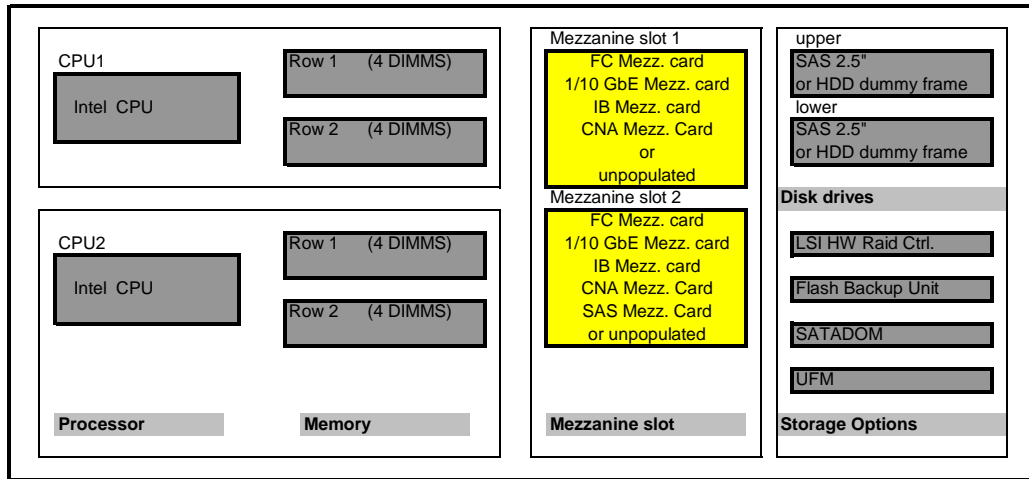 CPU1
Intel  CPU
Row 1     (4 DIMMS)
Row 2     (4 DIMMS)
CPU2
Intel  CPU
Row 1     (4 DIMMS)
Row 2     (4 DIMMS)
Processor
Memory
Mezzanine slot 1
FC Mezz. card
1/10 GbE Mezz. card
IB Mezz. card
CNA Mezz. Card
or
unpopulated
Mezzanine slot 2
FC Mezz. card
1/10 GbE Mezz. card
IB Mezz. card
CNA Mezz. Card
SAS Mezz. Card
or unpopulated
Mezzanine slot
upper
SAS 2.5"
or HDD dummy frame
lower
SAS 2.5"
or HDD dummy frame
Disk drives
LSI HW Raid Ctrl.
Flash Backup Unit
SATADOM
UFM
Storage Options